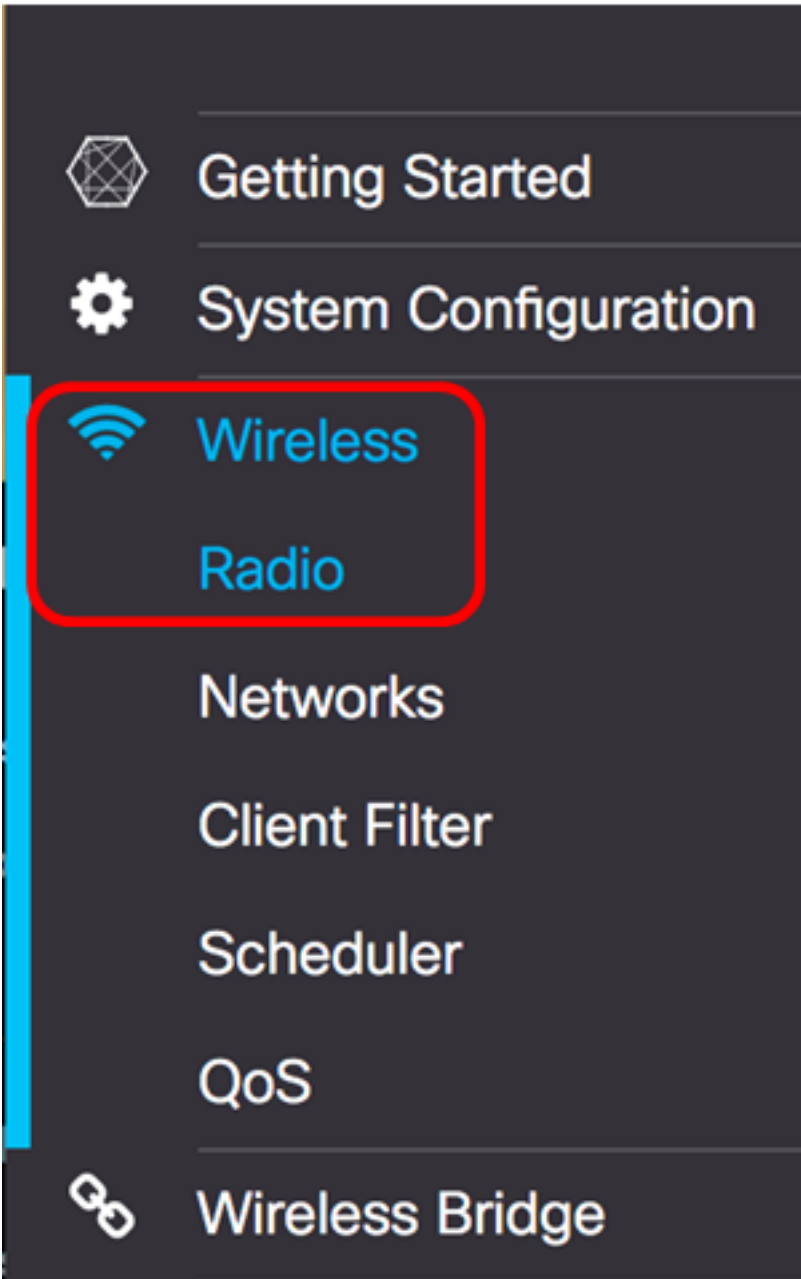 Getting Started
System Configuration
Wireless
Radio
Networks
Client Filter
Scheduler
QoS
Wireless Bridge